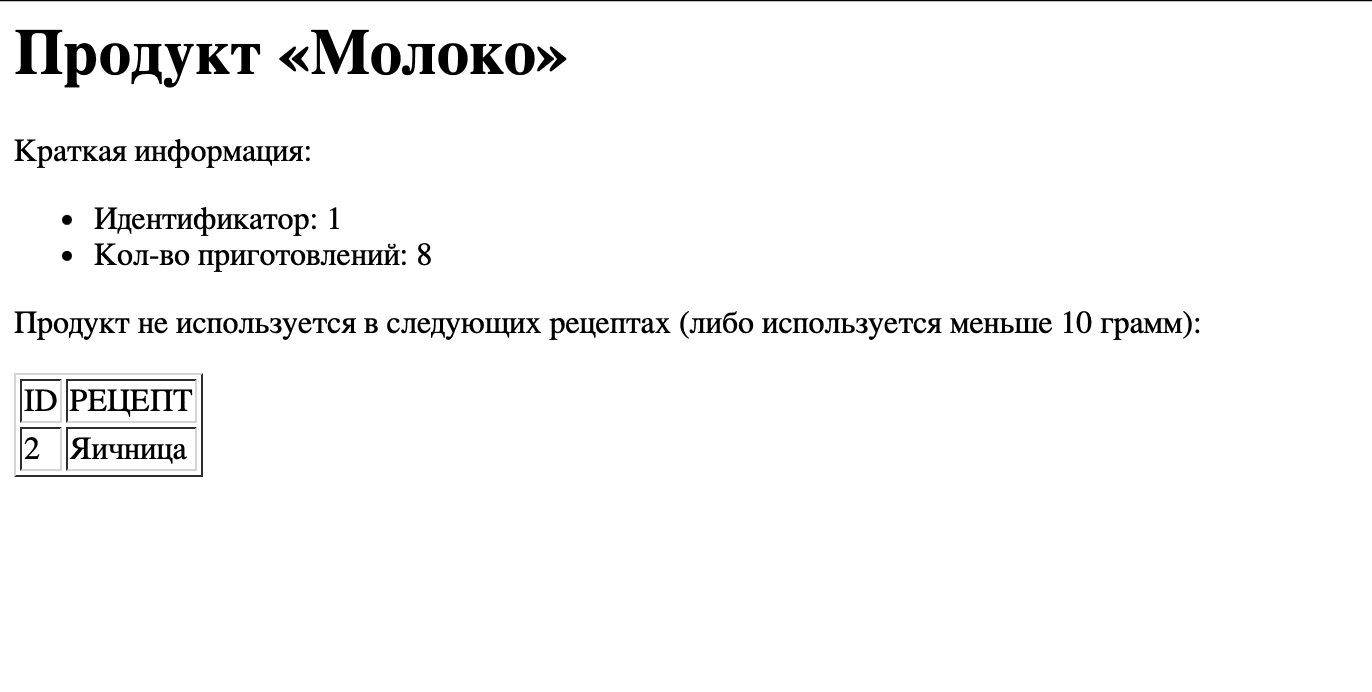 Продукт «Молоко»
Краткая информация:
Идентификатор: 1
Кол-во приготовлений: 8
Продукт не используется в следующих рецептах (либо используется меньше 10 грамм):
ID РЕЦЕПТ
2 Яичница